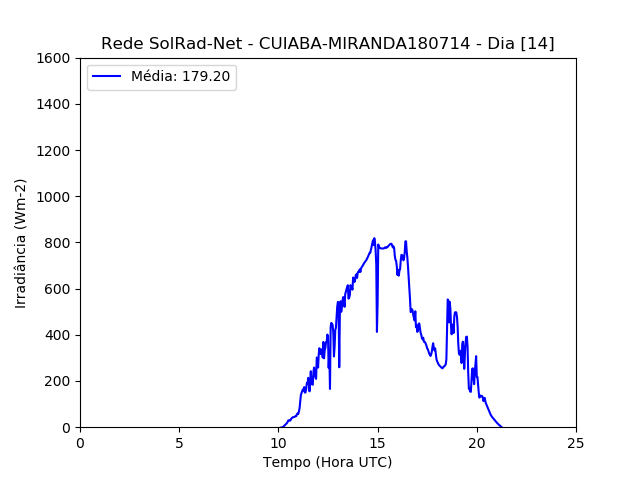 Rede SolRad-Net - CUIABA-MIRANDA180714 - Dia [14]
Média: 179.20
1600
1400
1200
1000
800
600
400
200
0
Irradiância (Wm-2)
0 5 10 15 20 25
Tempo (Hora UTC)